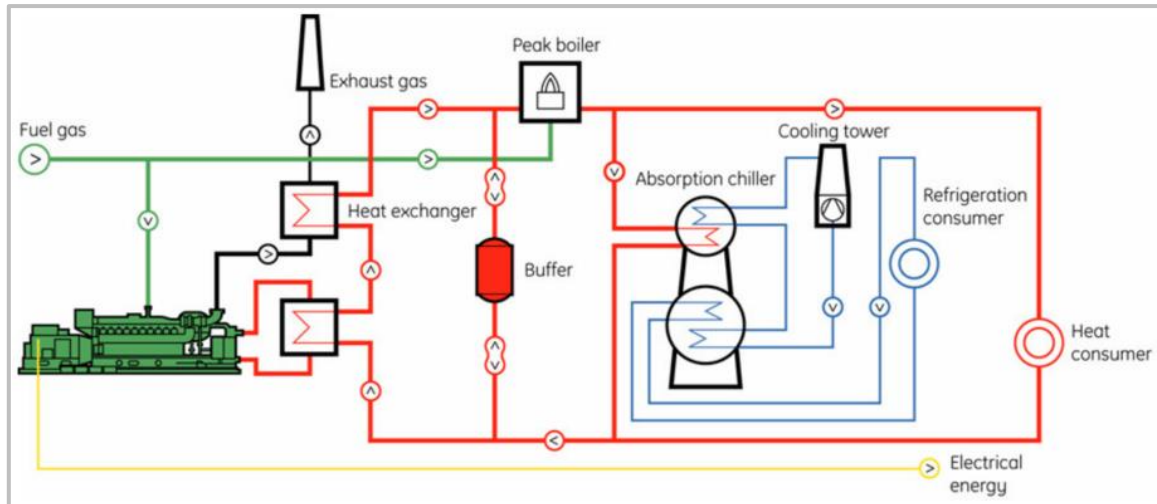 Peak boiler
Exhaust gas
Fuel gas
Cooling tower
Absorption chiller
Refrigeration
consumer
Heat exchanger
Buffer
Heat
consumer
Electrical
energy